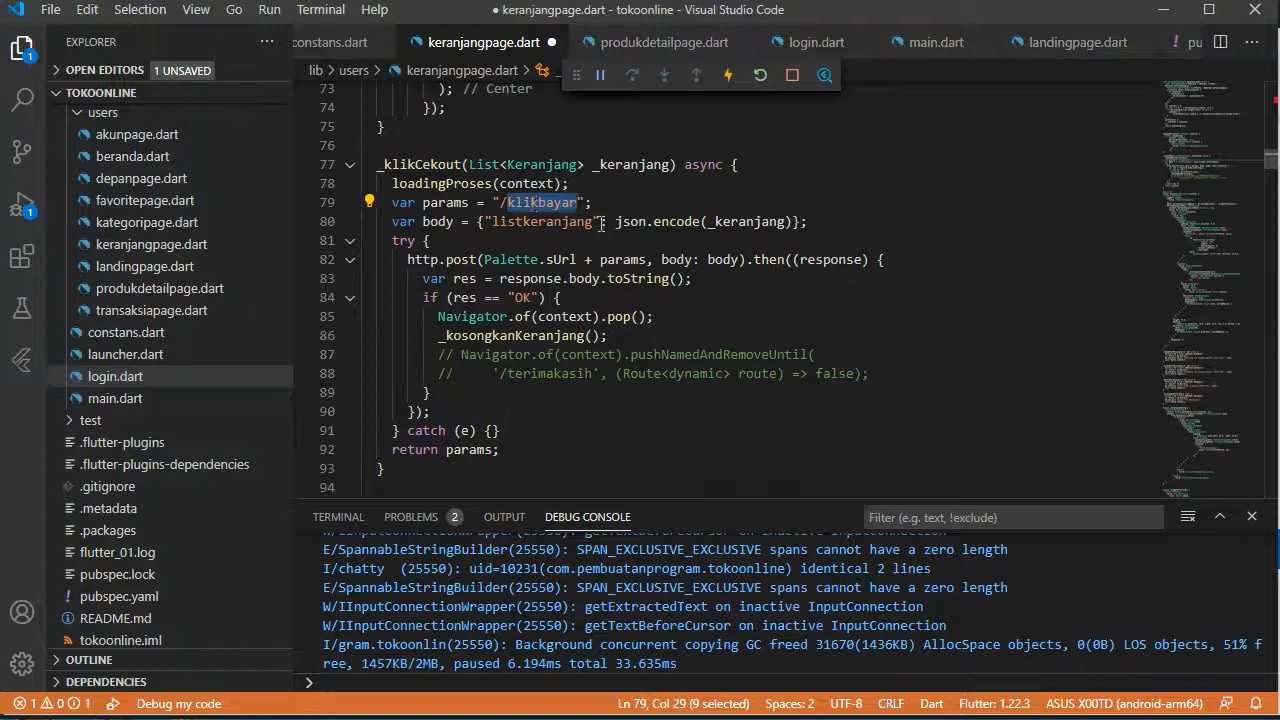 File Edit Selection View Go Run Terminal Help
● keranjangpage.dart - tokoonline - Visual Studio Code
EXPLORER
constans.dart keranjangpage.dart ● produkdetailpage.dart login.dart main.dart landingpage.dart ! pu
OPEN EDITORS 1 UNSAVED
lib > users > keranjangpage.dart >
TOKOONLINE
users
akunpage.dart
beranda.dart
depanpage.dart
favoritepage.dart
kategoripage.dart
keranjangpage.dart
landingpage.dart
produkdetailpage.dart
transaksiapage.dart
constans.dart
launcher.dart
login.dart
main.dart
test
.flutter-plugins
.flutter-plugins-dependencies
.gitignore
.metadata
.packages
flutter_01.log
pubspec.lock
pubspec.yaml
README.md
tokoonline.iml
OUTLINE
DEPENDENCIES
1
1
73 ); // Center
74 });
75 }
76
77 _klikCekout(List<Keranjang> _keranjang) async {
78 loadingProses(context);
79 var params = "/klikbayar";
80 var body = {"listkeranjang": json.encode(_keranjang)};
81 try {
82 http.post(Palette.sUrl + params, body: body).then((response) {
83 var res = response.body.toString();
84 if (res == "OK") {
85 Navigator.of(context).pop();
86 _kosongkanKeranjang();
87 // Navigator.of(context).pushNamedAndRemoveUntil(
88 // '/terimakasih', (Route<dynamic> route) => false);
89 }
90 });
91 } catch (e) {}
92 return params;
93 }
94
TERMINAL PROBLEMS 2 OUTPUT DEBUG CONSOLE Filter (e.g. text, !exclude)
W/IInputConnectionWrapper(25550): getTextBeforeCursor on inactive InputConnection
E/SpannableStringBuilder(25550): SPAN_EXCLUSIVE_EXCLUSIVE spans cannot have a zero length
I/chatty (25550): uid=10231(com.pembuatanprogram.tokoonline) identical 2 lines
E/SpannableStringBuilder(25550): SPAN_EXCLUSIVE_EXCLUSIVE spans cannot have a zero length
W/IInputConnectionWrapper(25550): getExtractedText on inactive InputConnection
W/IInputConnectionWrapper(25550): getTextBeforeCursor on inactive InputConnection
I/gram.tokoonlin(25550): Background concurrent copying GC freed 31670(1436KB) AllocSpace objects, 0(0B) LOS objects, 51% f
ree, 1457KB/2MB, paused 6.194ms total 33.635ms
1 0 1 Debug my code Ln 79, Col 29 (9 selected) Spaces: 2 UTF-8 CRLF Dart Flutter: 1.22.3 ASUS X00TD (android-arm64)